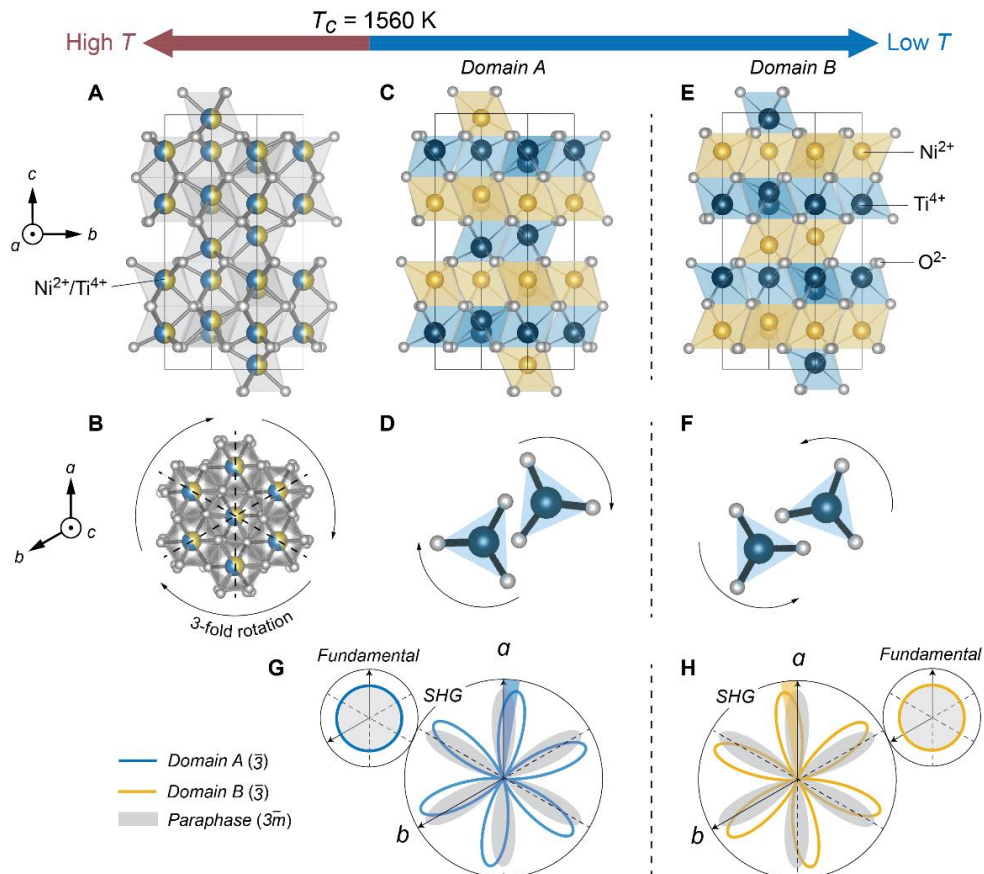 T_c = 1560 K
High T
Low T
Domain A
Domain B
A
C
E
c
a
b
Ni²⁺/Ti⁴⁺
Ni²⁺
Ti⁴⁺
O²⁻
B
D
F
a
b
c
3-fold rotation
G
Fundamental
SHG
a
b
H
Fundamental
SHG
a
b
Domain A (3̅)
Domain B (3̅)
Paraphase (3̅m)